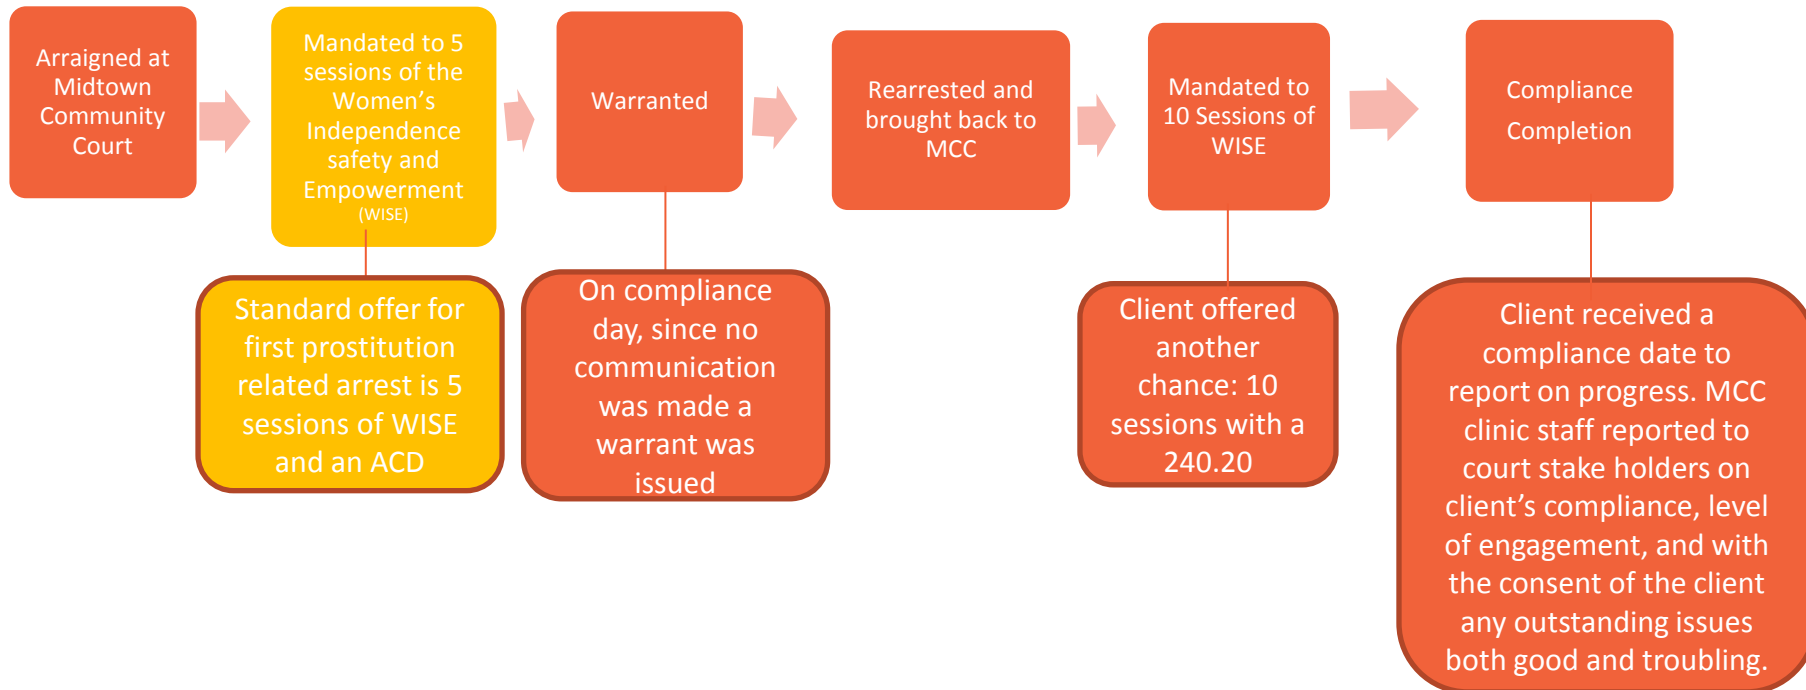 Arraigned at
Midtown
Community
Court
Mandated to 5
sessions of the
Women’s
Independence
safety and
Empowerment
(WISE)
Warranted
Rearrested and
brought back to
MCC
Mandated to
10 Sessions of
WISE
Compliance
Completion
Standard offer for
first prostitution
related arrest is 5
sessions of WISE
and an ACD
On compliance
day, since no
communication
was made a
warrant was
issued
Client offered
another
chance: 10
sessions with a
240.20
Client received a
compliance date to
report on progress. MCC
clinic staff reported to
court stake holders on
client’s compliance, level
of engagement, and with
the consent of the client
any outstanding issues
both good and troubling.